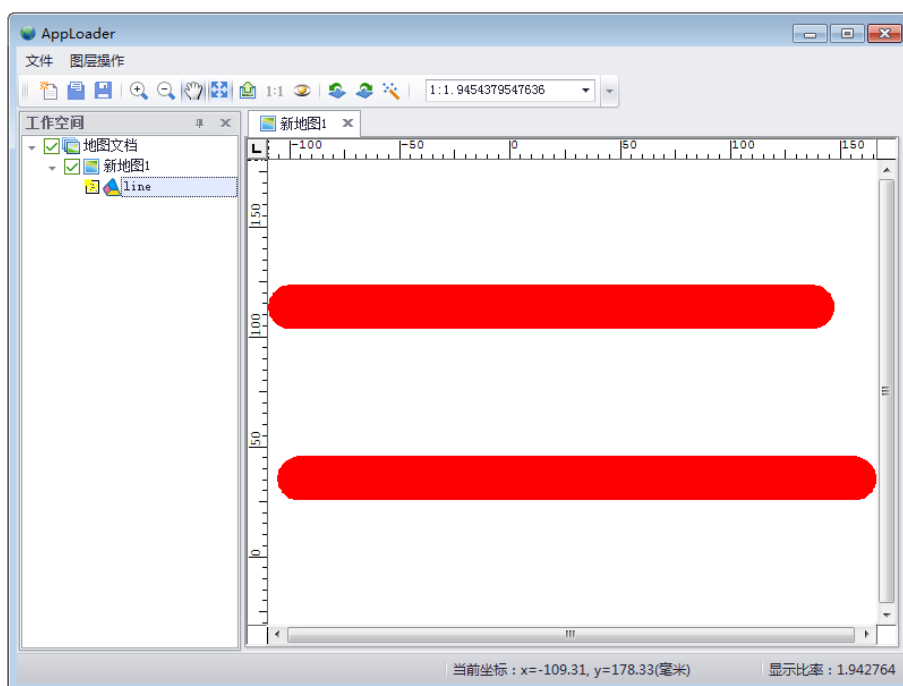 AppLoader
文件 图层操作
1:1 1:1.9454379547636
工作空间 新地图1
地图文档
新地图1
line
L -100 -50 0 50 100 150
150
100
50
0
当前坐标：x=-109.31, y=178.33(毫米) 显示比率：1.942764